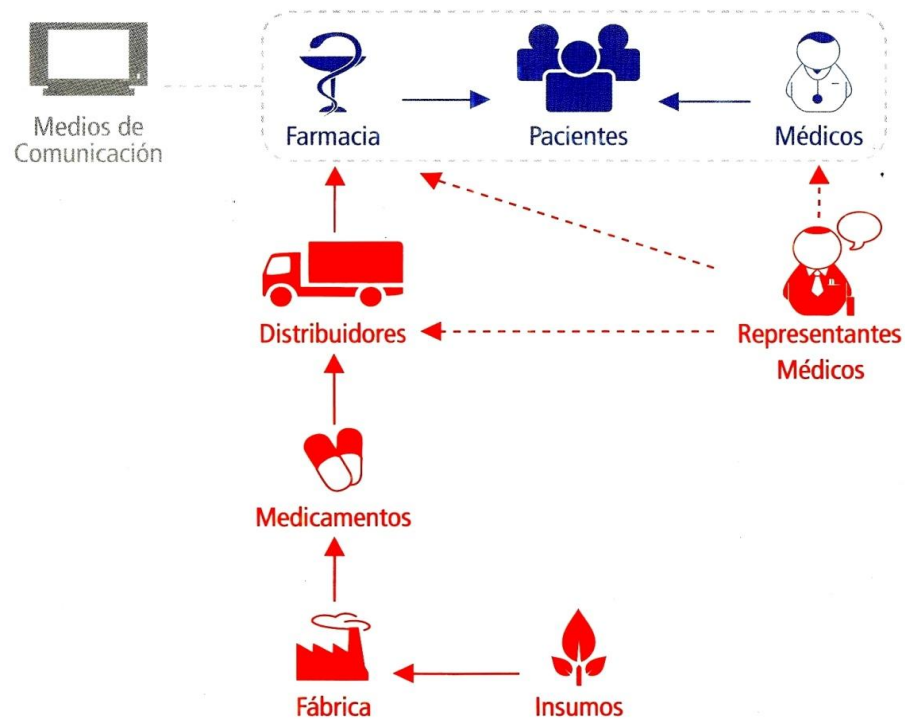 Medios de
Comunicación
Farmacia
Pacientes
Médicos
Distribuidores
Representantes
Médicos
Medicamentos
Fábrica
Insumos